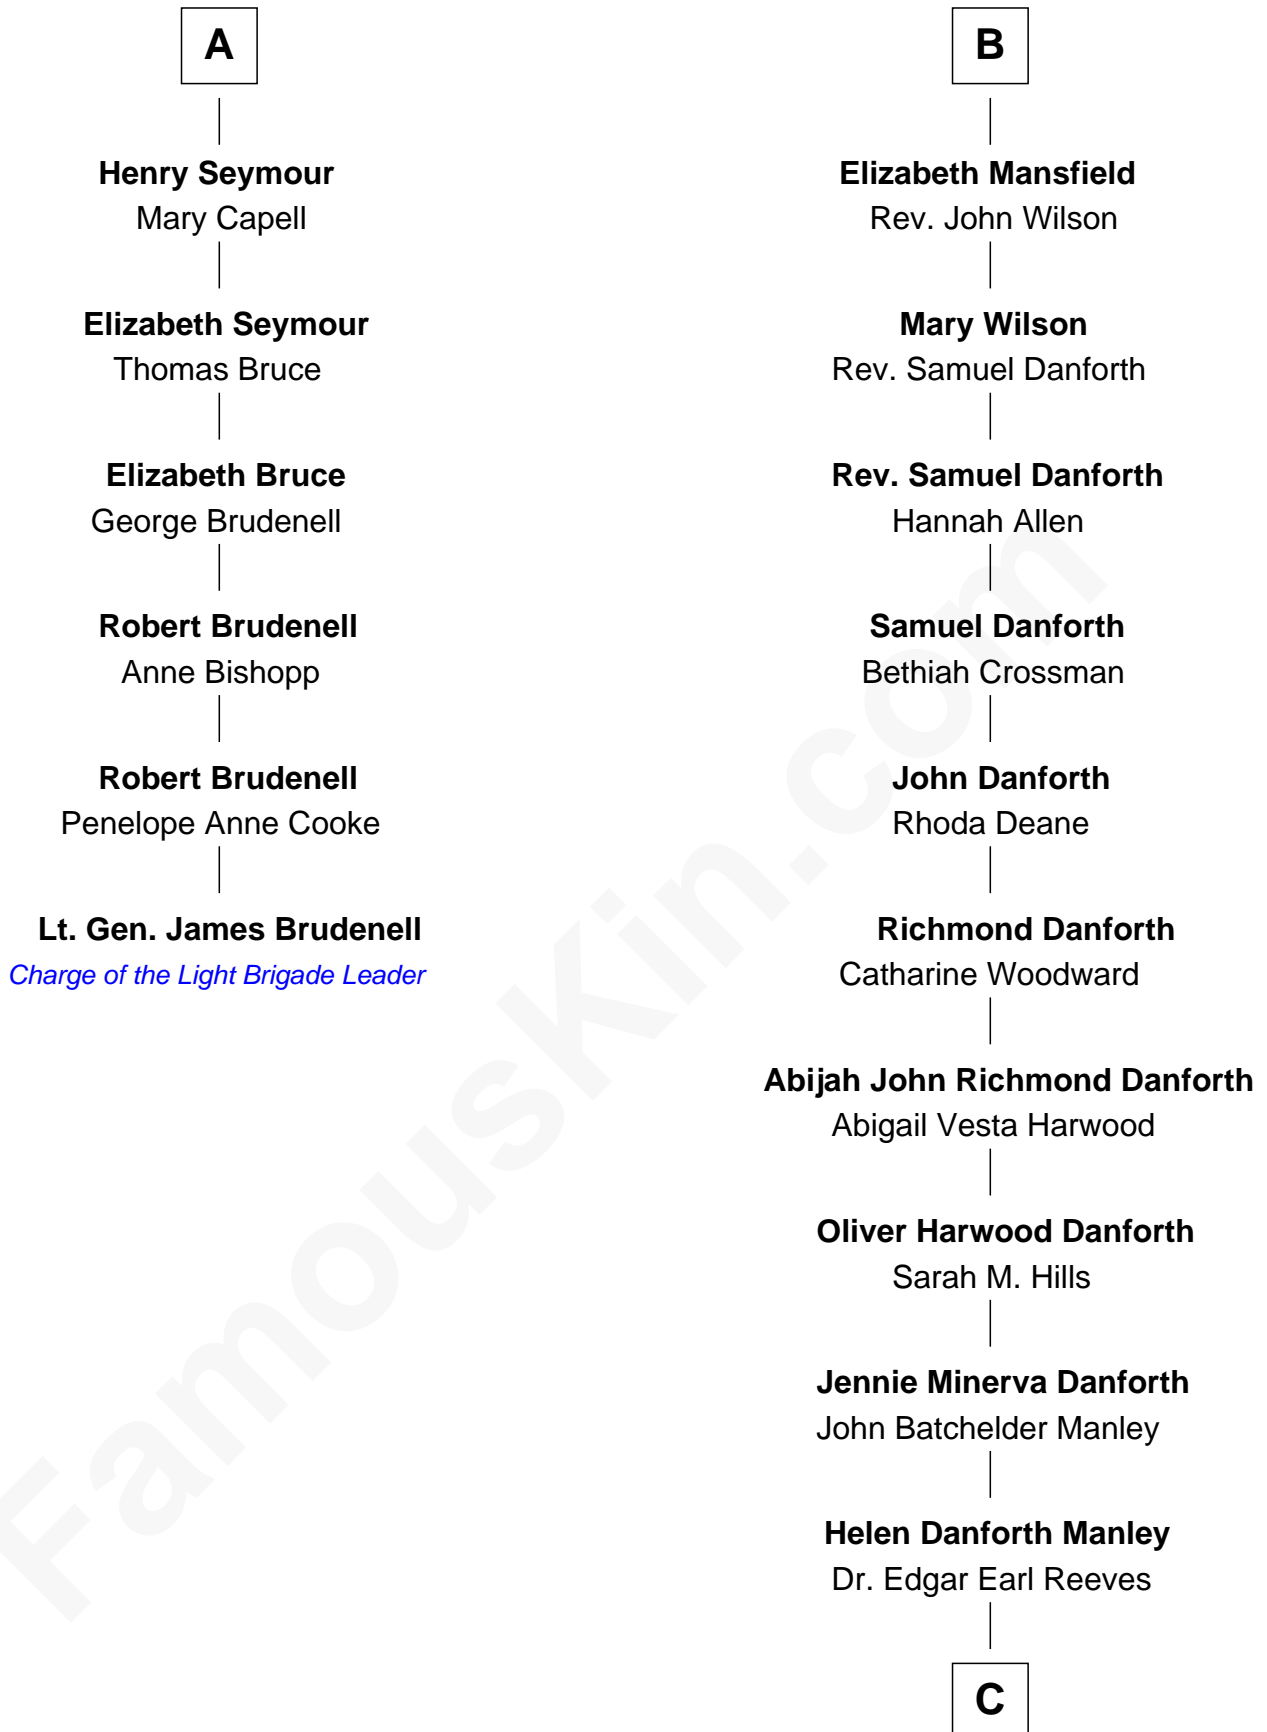 A
Henry Seymour
Mary Capell
Elizabeth Seymour
Thomas Bruce
Elizabeth Bruce
George Brudenell
Robert Brudenell
Anne Bishopp
Robert Brudenell
Penelope Anne Cooke
Lt. Gen. James Brudenell
Charge of the Light Brigade Leader
B
Elizabeth Mansfield
Rev. John Wilson
Mary Wilson
Rev. Samuel Danforth
Rev. Samuel Danforth
Hannah Allen
Samuel Danforth
Bethiah Crossman
John Danforth
Rhoda Deane
Richmond Danforth
Catharine Woodward
Abijah John Richmond Danforth
Abigail Vesta Harwood
Oliver Harwood Danforth
Sarah M. Hills
Jennie Minerva Danforth
John Batchelder Manley
Helen Danforth Manley
Dr. Edgar Earl Reeves
C
FamousKin.com